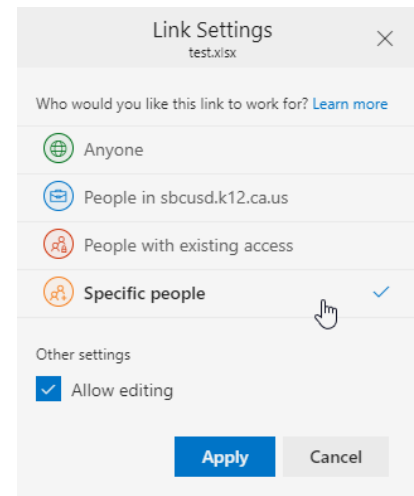 Link Settings
test.xlsx
Who would you like this link to work for? Learn more
Anyone
People in sbcusd.k12.ca.us
People with existing access
Specific people
Other settings
Allow editing
Apply Cancel